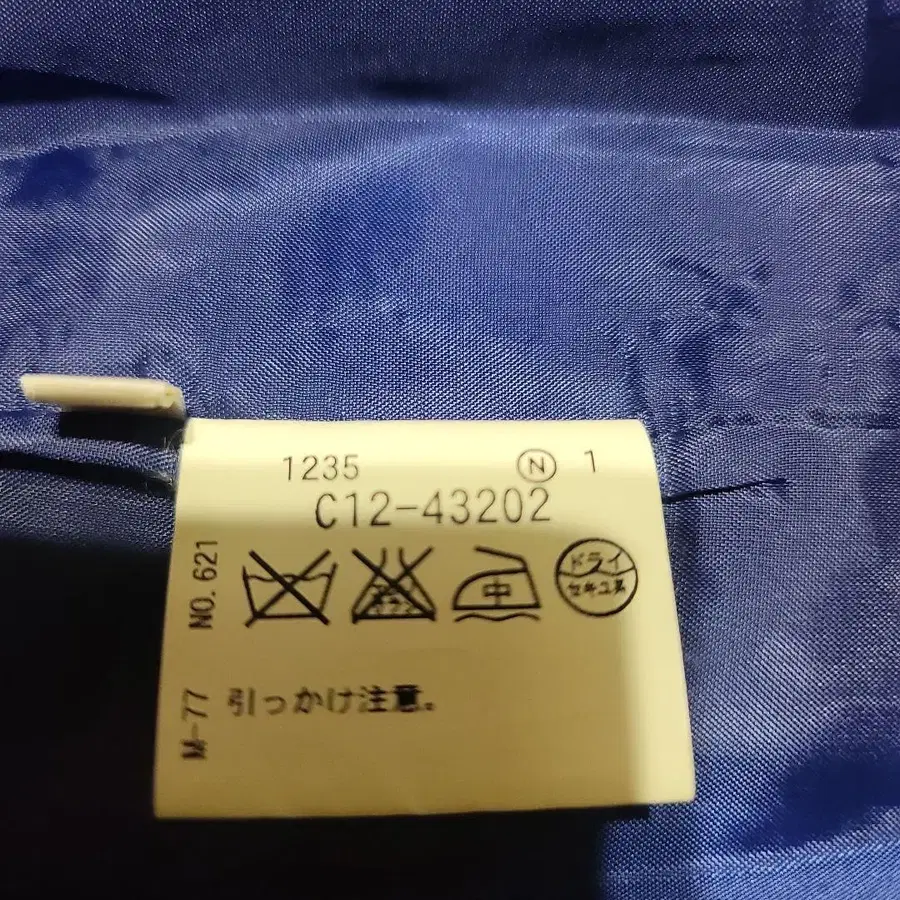 1235 Ⓝ 1
C12-43202
NO. 621
中
ドライ
セキユ系
M-77
引っかけ注意。